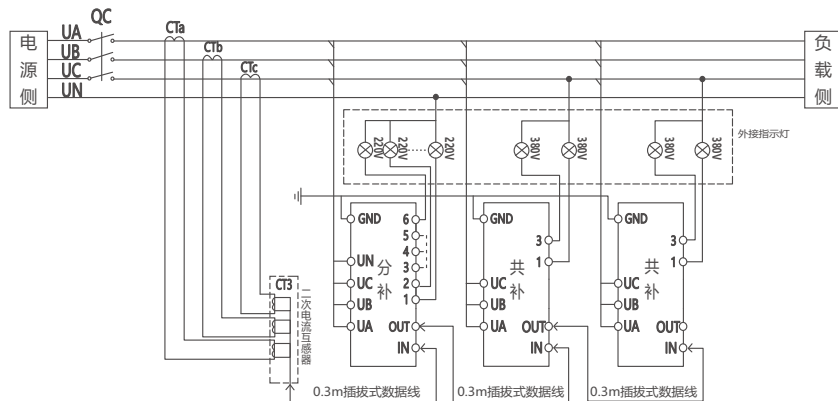 电源侧
UA
UB
UC
UN
QC
CTa
CTb
CTc
负载侧
220V
220V
220V
380V
380V
380V
380V
外接指示灯
GND
UN
UC
UB
UA
分补
6
5
4
3
2
1
OUT
IN
GND
UC
UB
UA
共补
3
1
OUT
IN
GND
UC
UB
UA
共补
3
1
OUT
IN
CT3
二次电流互感器
0.3m插拔式数据线
0.3m插拔式数据线
0.3m插拔式数据线